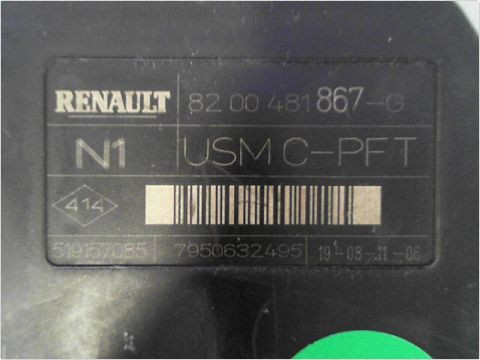 RENAULT 82 00 481 867-G
N1 USM C-PFT
414
519157085 - 7950632495 19-08-11-06